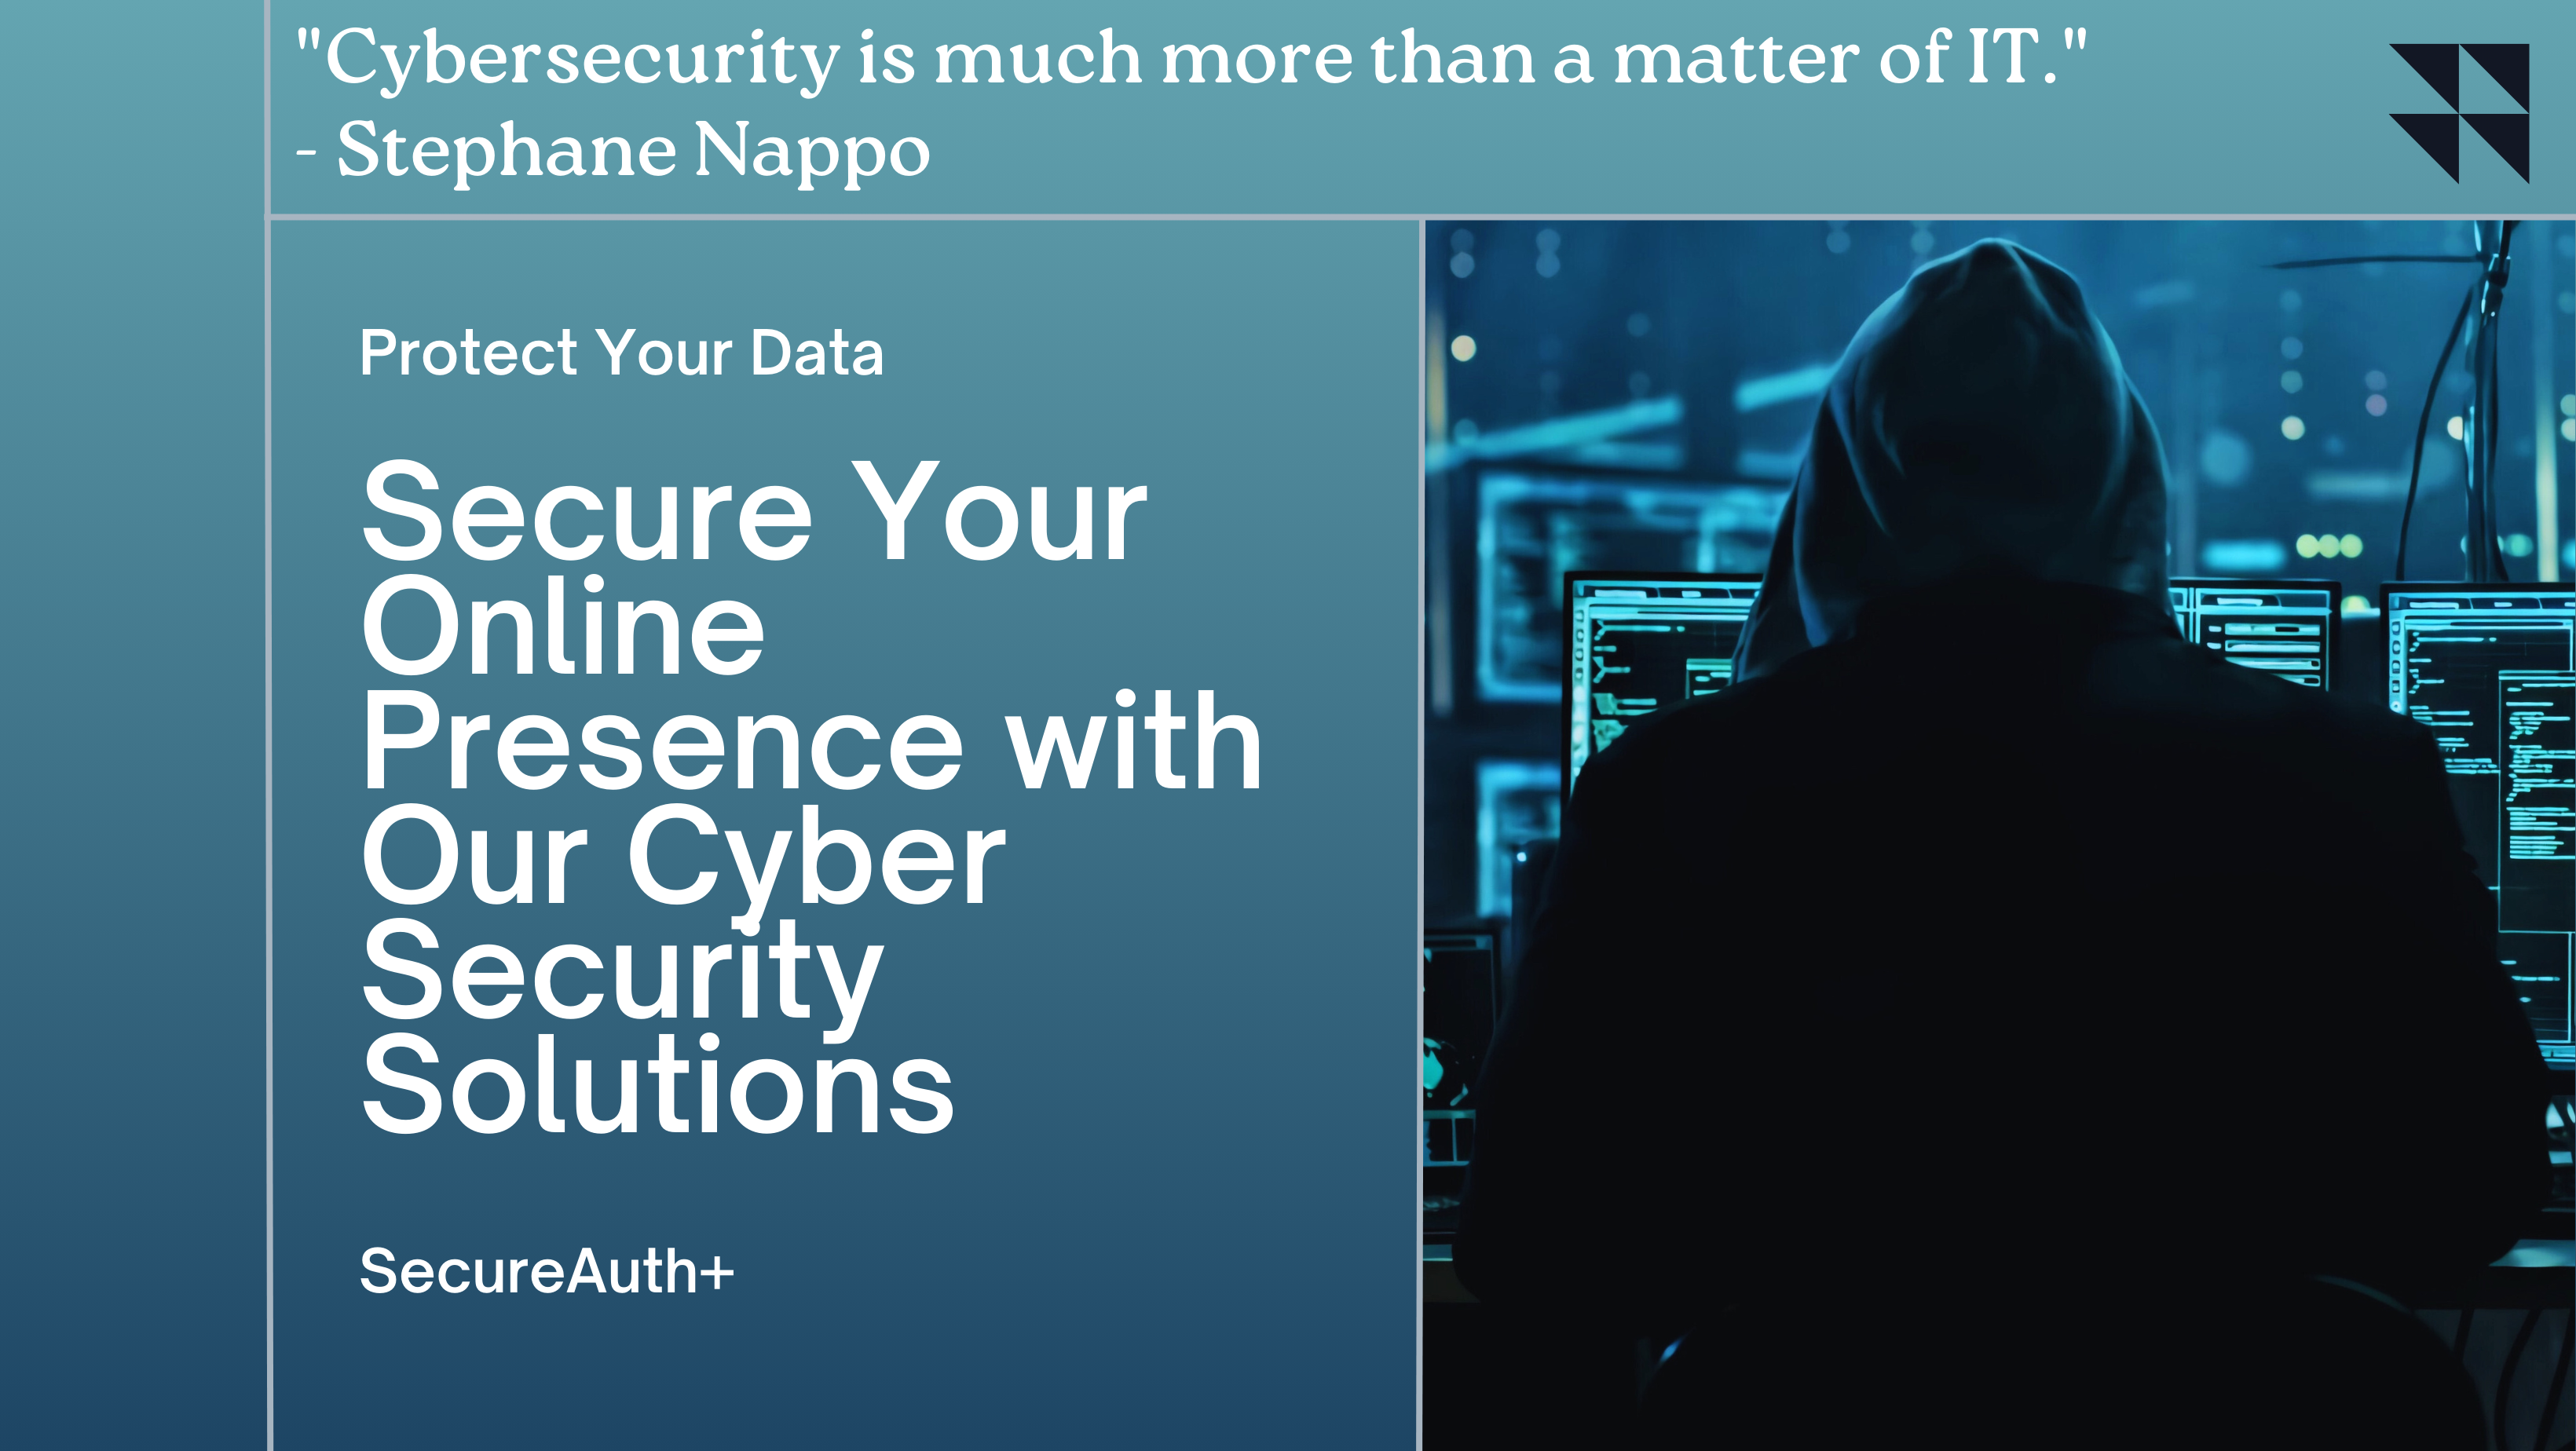 "Cybersecurity is much more than a matter of IT."
- Stephane Nappo
Protect Your Data
Secure Your
Online
Presence with
Our Cyber
Security
Solutions
SecureAuth+